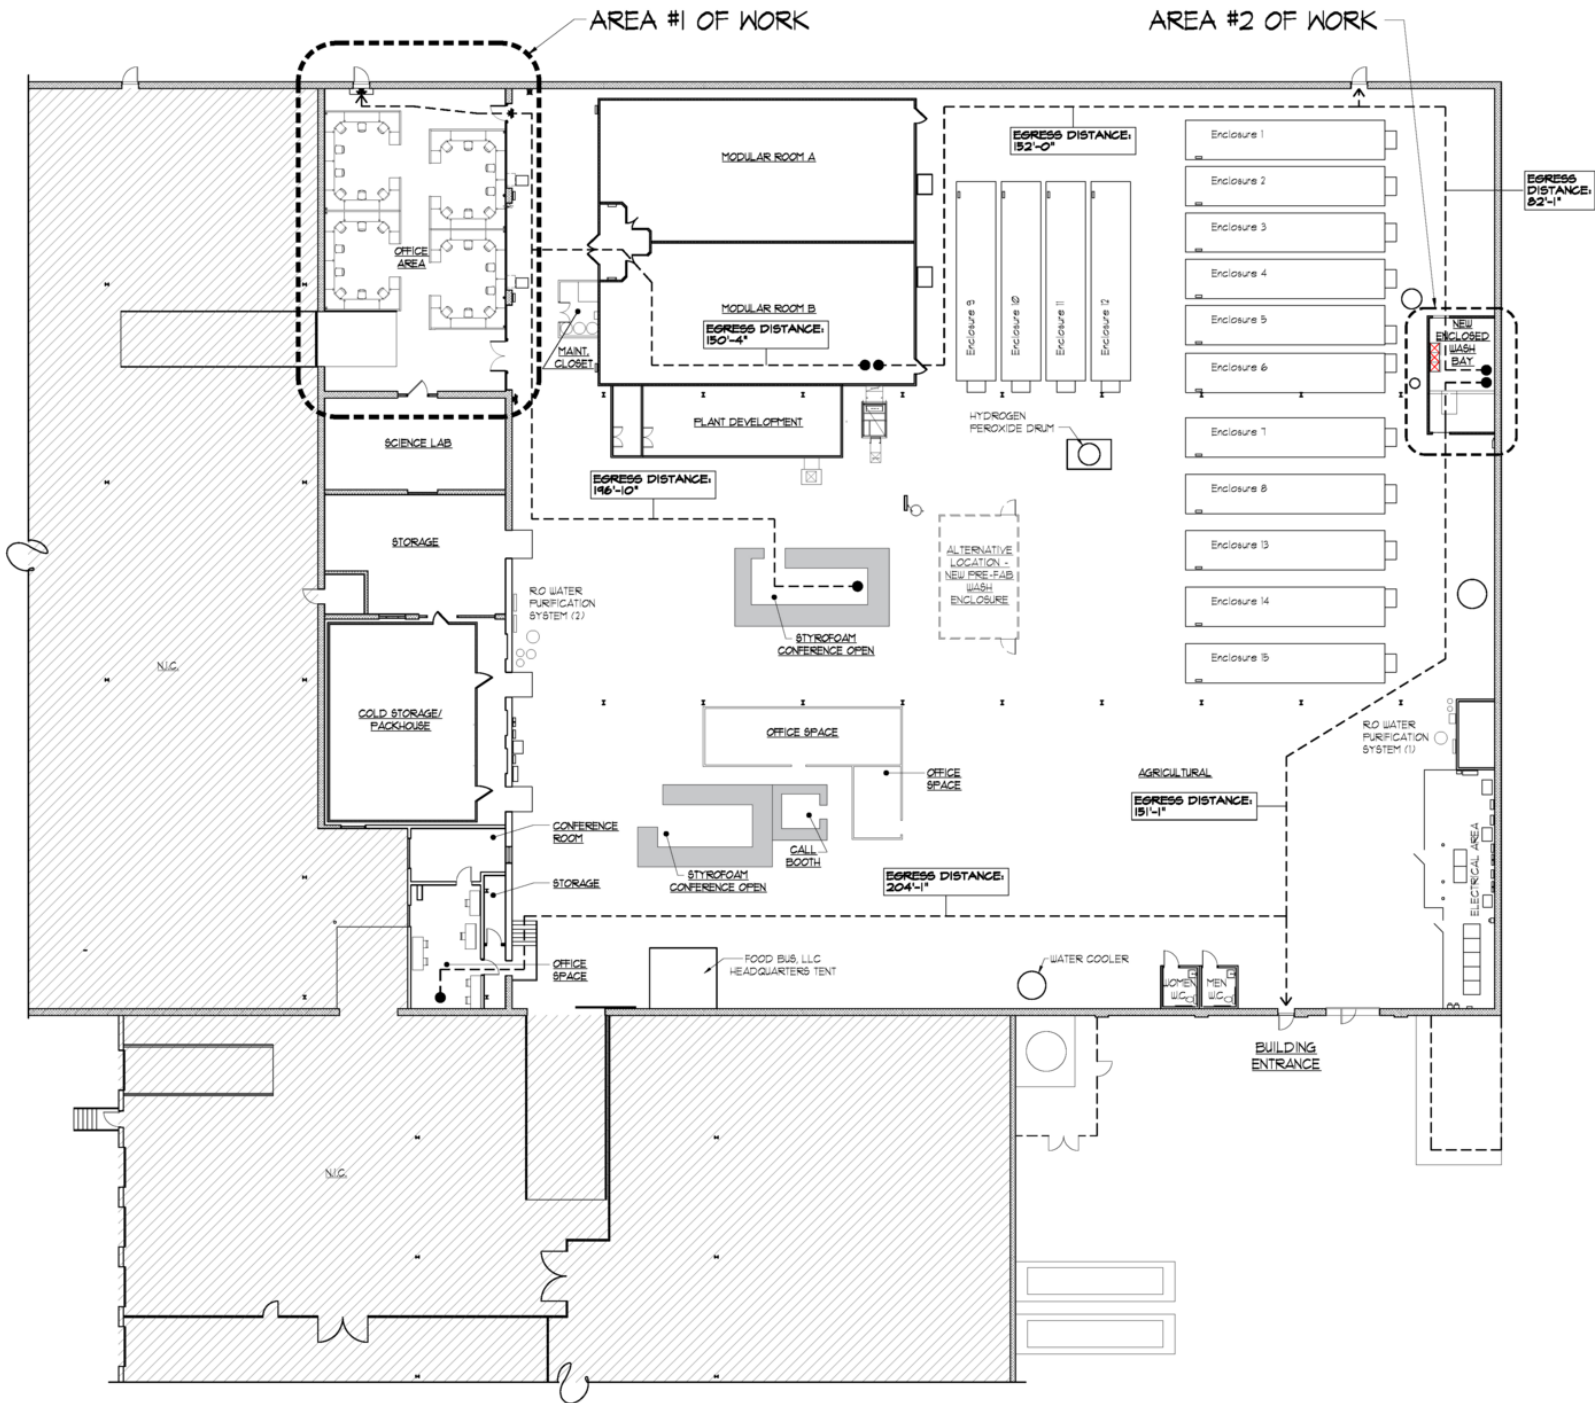 AREA #1 OF WORK
AREA #2 OF WORK
EGRESS DISTANCE:
152'-0"
Enclosure 1
Enclosure 2
Enclosure 3
Enclosure 4
Enclosure 5
Enclosure 6
Enclosure 7
Enclosure 8
Enclosure 13
Enclosure 14
Enclosure 15
EGRESS
DISTANCE:
82'-1"
MODULAR ROOM A
OFFICE
AREA
MODULAR ROOM B
EGRESS DISTANCE:
150'-4"
MAINT.
CLOSET
Enclosure 9
Enclosure 10
Enclosure 11
Enclosure 12
NEW
ENCLOSED
WASH
BAY
PLANT DEVELOPMENT
HYDROGEN
PEROXIDE DRUM
SCIENCE LAB
EGRESS DISTANCE:
196'-10"
STORAGE
ALTERNATIVE
LOCATION -
NEW PRE-FAB
WASH
ENCLOSURE
R.O WATER
PURIFICATION
SYSTEM (2)
STYROFOAM
CONFERENCE OPEN
N.I.C.
COLD STORAGE/
PACKHOUSE
OFFICE SPACE
R.O WATER
PURIFICATION
SYSTEM (1)
OFFICE
SPACE
AGRICULTURAL
EGRESS DISTANCE:
151'-1"
CONFERENCE
ROOM
CALL
BOOTH
STYROFOAM
CONFERENCE OPEN
STORAGE
EGRESS DISTANCE:
204'-1"
ELECTRICAL AREA
OFFICE
SPACE
FOOD BUS, LLC
HEADQUARTERS TENT
WATER COOLER
WOMEN
W.C.
MEN
W.C.
BUILDING
ENTRANCE
N.I.C.